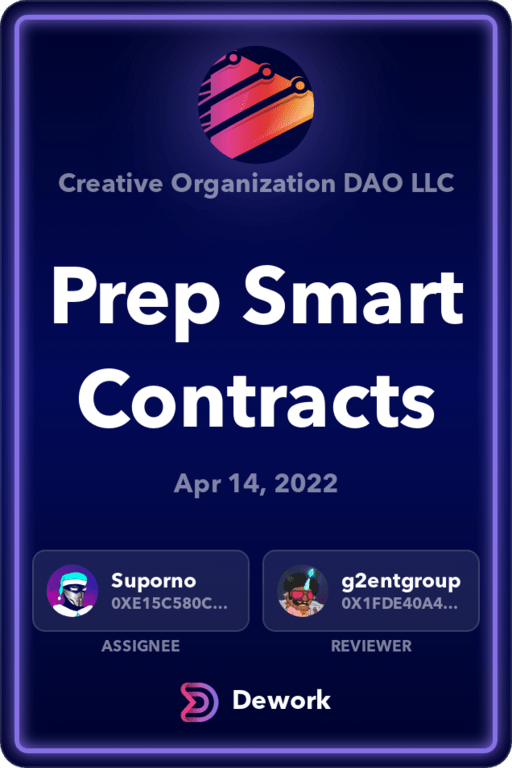 Creative Organization DAO LLC
Prep Smart
Contracts
Apr 14, 2022
Suporno
0XE15C580C...
ASSIGNEE
g2entgroup
0X1FDE40A4...
REVIEWER
Dework